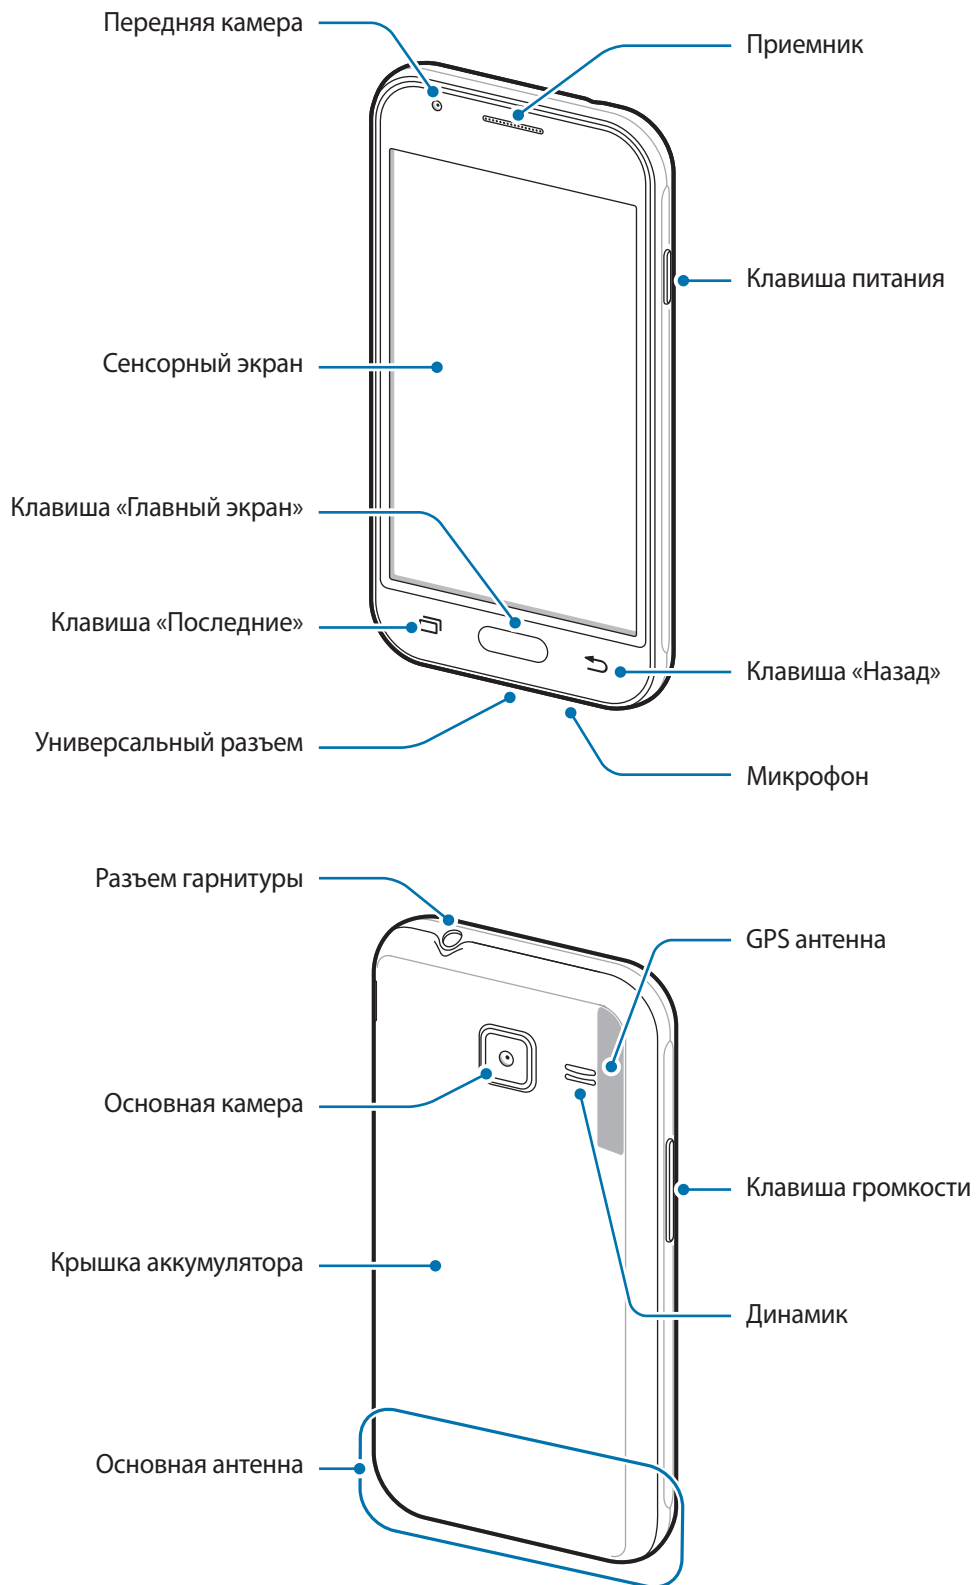 Передняя камера
Приемник
Клавиша питания
Сенсорный экран
Клавиша «Главный экран»
Клавиша «Последние»
Клавиша «Назад»
Универсальный разъем
Микрофон
Разъем гарнитуры
GPS антенна
Основная камера
Клавиша громкости
Крышка аккумулятора
Динамик
Основная антенна